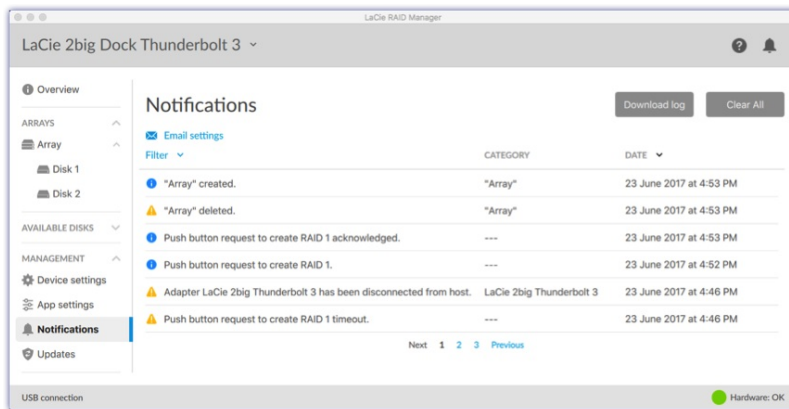 LaCie RAID Manager
LaCie 2big Dock Thunderbolt 3
Overview
ARRAYS
Array
Disk 1
Disk 2
AVAILABLE DISKS
MANAGEMENT
Device settings
App settings
Notifications
Updates
Notifications
Download log Clear All
Email settings
Filter CATEGORY DATE
"Array" created. "Array" 23 June 2017 at 4:53 PM
"Array" deleted. "Array" 23 June 2017 at 4:53 PM
Push button request to create RAID 1 acknowledged. --- 23 June 2017 at 4:53 PM
Push button request to create RAID 1. --- 23 June 2017 at 4:52 PM
Adapter LaCie 2big Thunderbolt 3 has been disconnected from host. LaCie 2big Thunderbolt 3 23 June 2017 at 4:46 PM
Push button request to create RAID 1 timeout. --- 23 June 2017 at 4:46 PM
Next 1 2 3 Previous
USB connection Hardware: OK